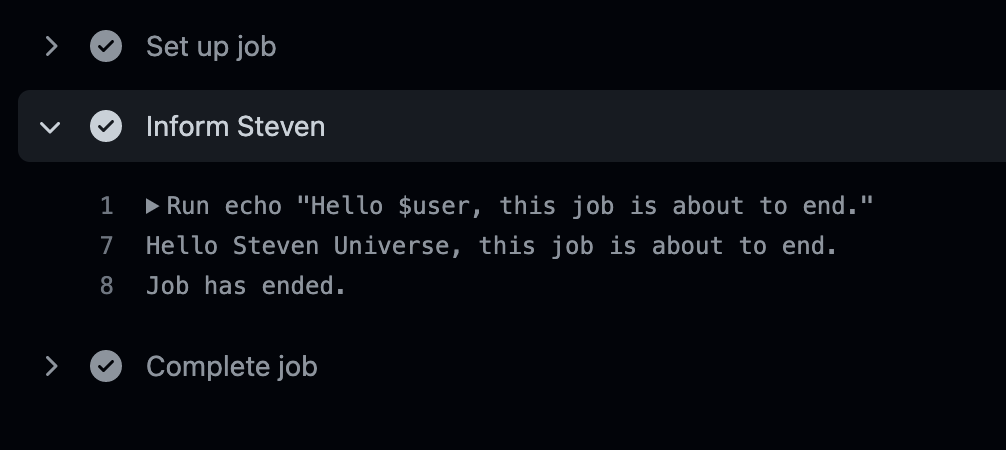 Set up job
Inform Steven
1 Run echo "Hello $user, this job is about to end."
7 Hello Steven Universe, this job is about to end.
8 Job has ended.
Complete job